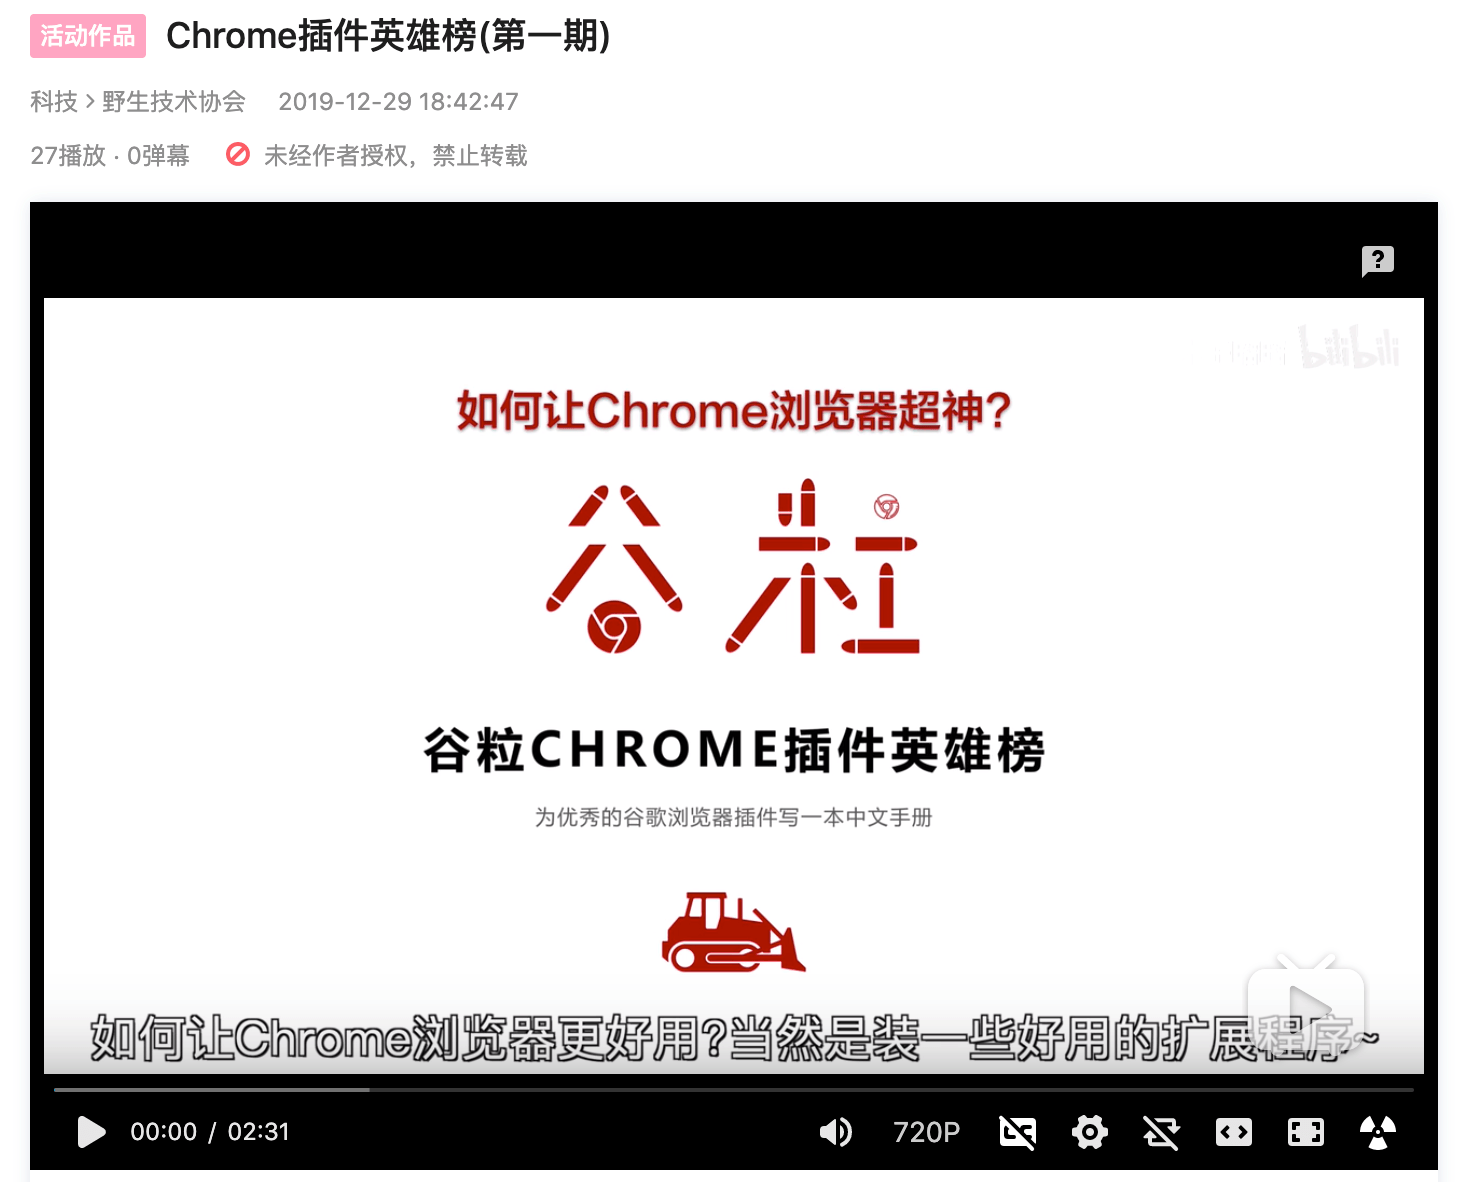 活动作品 Chrome插件英雄榜(第一期)
科技 > 野生技术协会 2019-12-29 18:42:47
27播放 · 0弹幕 未经作者授权，禁止转载
?
bilibili
如何让Chrome浏览器超神?
谷粒
谷粒CHROME插件英雄榜
为优秀的谷歌浏览器插件写一本中文手册
如何让Chrome浏览器更好用?当然是装一些好用的扩展程序~
00:00 / 02:31 720P